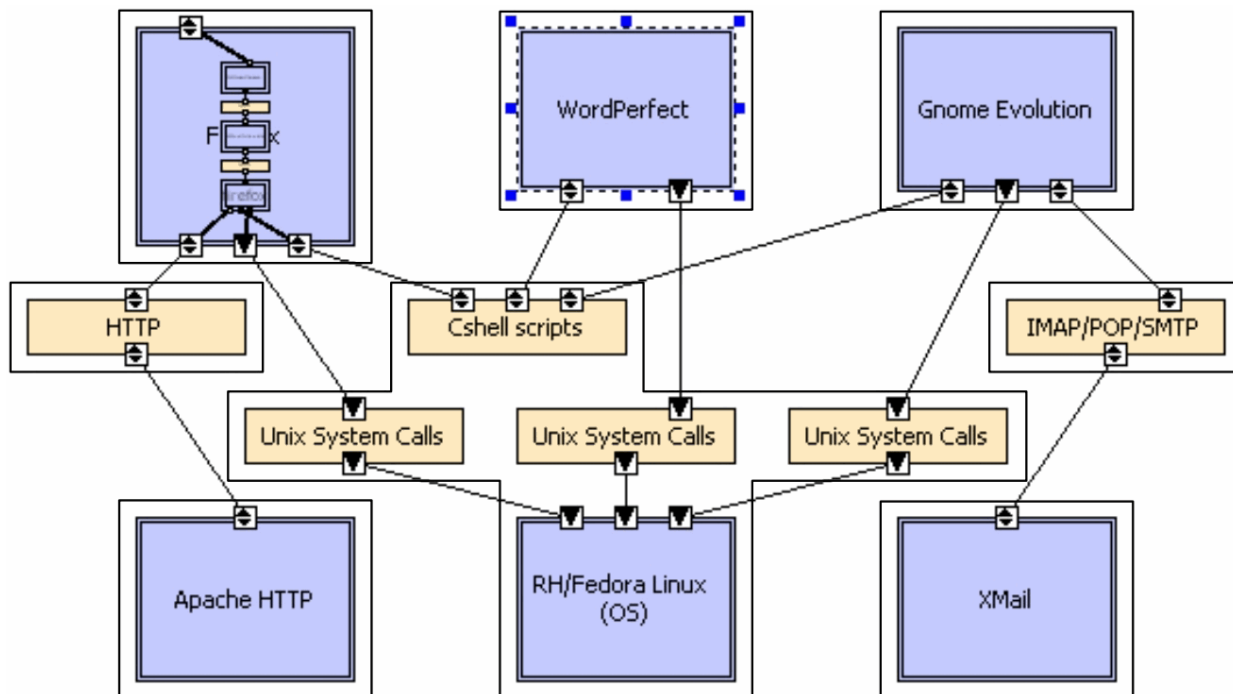 F x
firefox
WordPerfect
Gnome Evolution
HTTP
Cshell scripts
IMAP/POP/SMTP
Unix System Calls
Unix System Calls
Unix System Calls
Apache HTTP
RH/Fedora Linux
(OS)
XMail